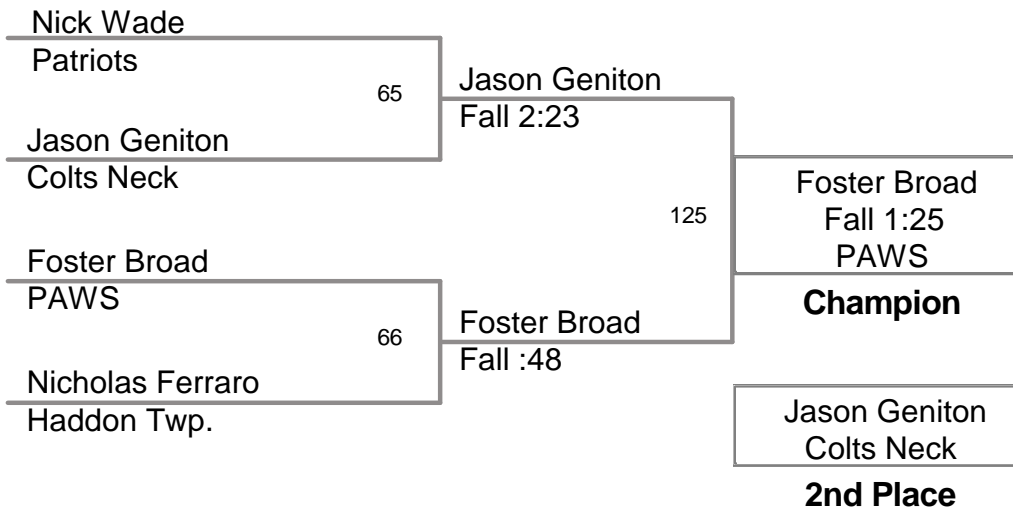 Nick Wade
Patriots
65
Jason Geniton
Colts Neck
Jason Geniton
Fall 2:23
Foster Broad
PAWS
66
Nicholas Ferraro
Haddon Twp.
Foster Broad
Fall :48
125
Foster Broad
Fall 1:25
PAWS
Champion
Jason Geniton
Colts Neck
2nd Place